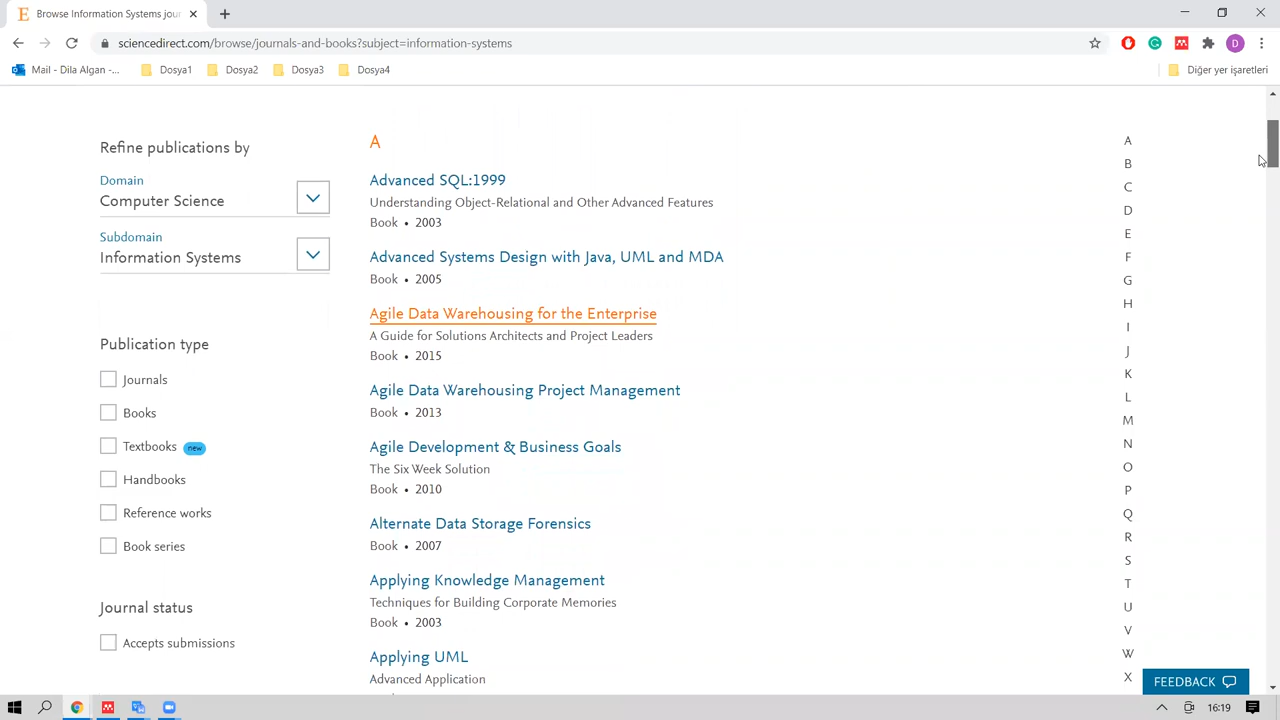 Browse Information Systems jour
sciencedirect.com/browse/journals-and-books?subject=information-systems
D
Mail - Dila Algan -...
Dosya1
Dosya2
Dosya3
Dosya4
Diğer yer işaretleri
Refine publications by
Domain
Computer Science
Subdomain
Information Systems
Publication type
Journals
Books
Textbooks new
Handbooks
Reference works
Book series
Journal status
Accepts submissions
A
Advanced SQL:1999
Understanding Object-Relational and Other Advanced Features
Book • 2003
Advanced Systems Design with Java, UML and MDA
Book • 2005
Agile Data Warehousing for the Enterprise
A Guide for Solutions Architects and Project Leaders
Book • 2015
Agile Data Warehousing Project Management
Book • 2013
Agile Development & Business Goals
The Six Week Solution
Book • 2010
Alternate Data Storage Forensics
Book • 2007
Applying Knowledge Management
Techniques for Building Corporate Memories
Book • 2003
Applying UML
Advanced Application
A
B
C
D
E
F
G
H
I
J
K
L
M
N
O
P
Q
R
S
T
U
V
W
X
FEEDBACK
16:19